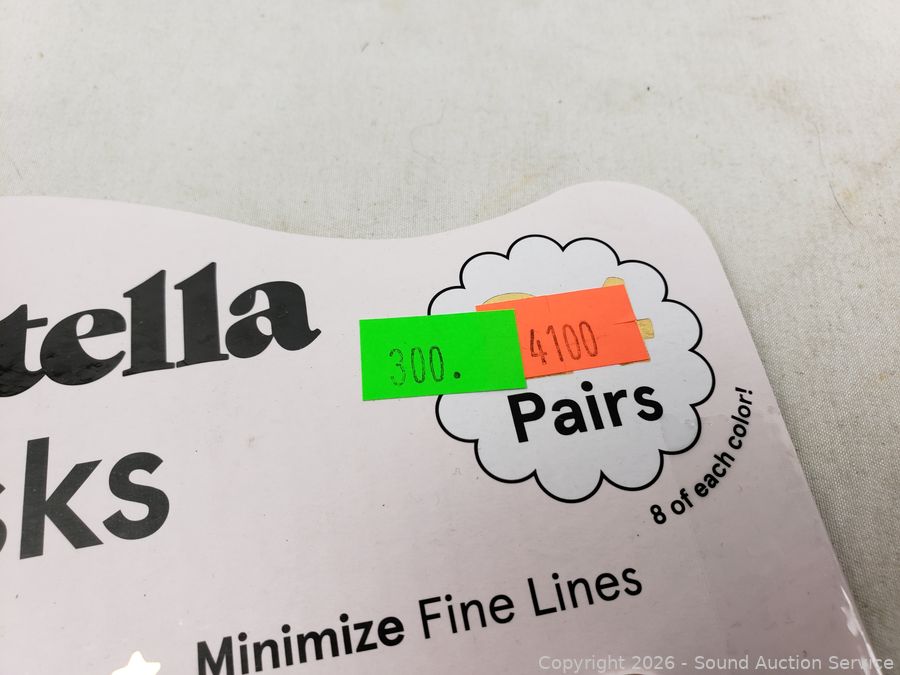 tella
sks
300.
4100
Pairs
8 of each color!
Minimize Fine Lines
Copyright 2026 - Sound Auction Service